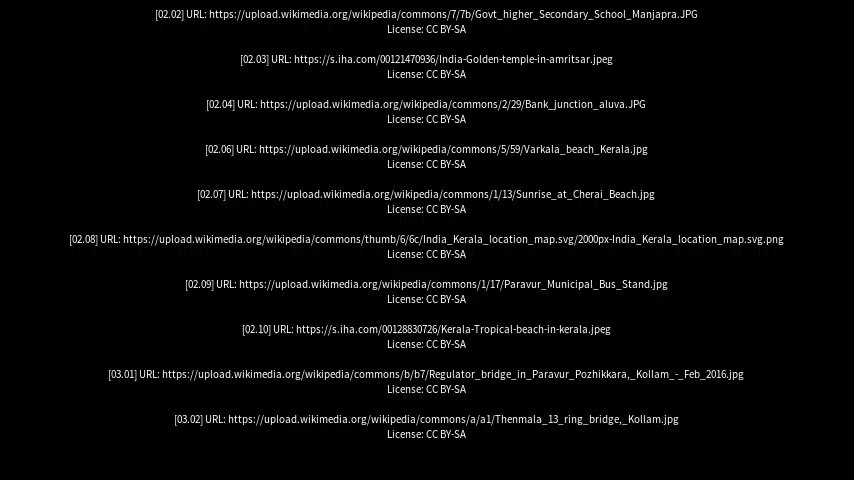 [02.02] URL: https://upload.wikimedia.org/wikipedia/commons/7/7b/Govt_higher_Secondary_School_Manjapra.JPG
License: CC BY-SA
[02.03] URL: https://s.iha.com/00121470936/India-Golden-temple-in-amritsar.jpeg
License: CC BY-SA
[02.04] URL: https://upload.wikimedia.org/wikipedia/commons/2/29/Bank_junction_aluva.JPG
License: CC BY-SA
[02.06] URL: https://upload.wikimedia.org/wikipedia/commons/5/59/Varkala_beach_Kerala.jpg
License: CC BY-SA
[02.07] URL: https://upload.wikimedia.org/wikipedia/commons/1/13/Sunrise_at_Cherai_Beach.jpg
License: CC BY-SA
[02.08] URL: https://upload.wikimedia.org/wikipedia/commons/thumb/6/6c/India_Kerala_location_map.svg/2000px-India_Kerala_location_map.svg.png
License: CC BY-SA
[02.09] URL: https://upload.wikimedia.org/wikipedia/commons/1/17/Paravur_Municipal_Bus_Stand.jpg
License: CC BY-SA
[02.10] URL: https://s.iha.com/00128830726/Kerala-Tropical-beach-in-kerala.jpeg
License: CC BY-SA
[03.01] URL: https://upload.wikimedia.org/wikipedia/commons/b/b7/Regulator_bridge_in_Paravur_Pozhikkara,_Kollam_-_Feb_2016.jpg
License: CC BY-SA
[03.02] URL: https://upload.wikimedia.org/wikipedia/commons/a/a1/Thenmala_13_ring_bridge,_Kollam.jpg
License: CC BY-SA